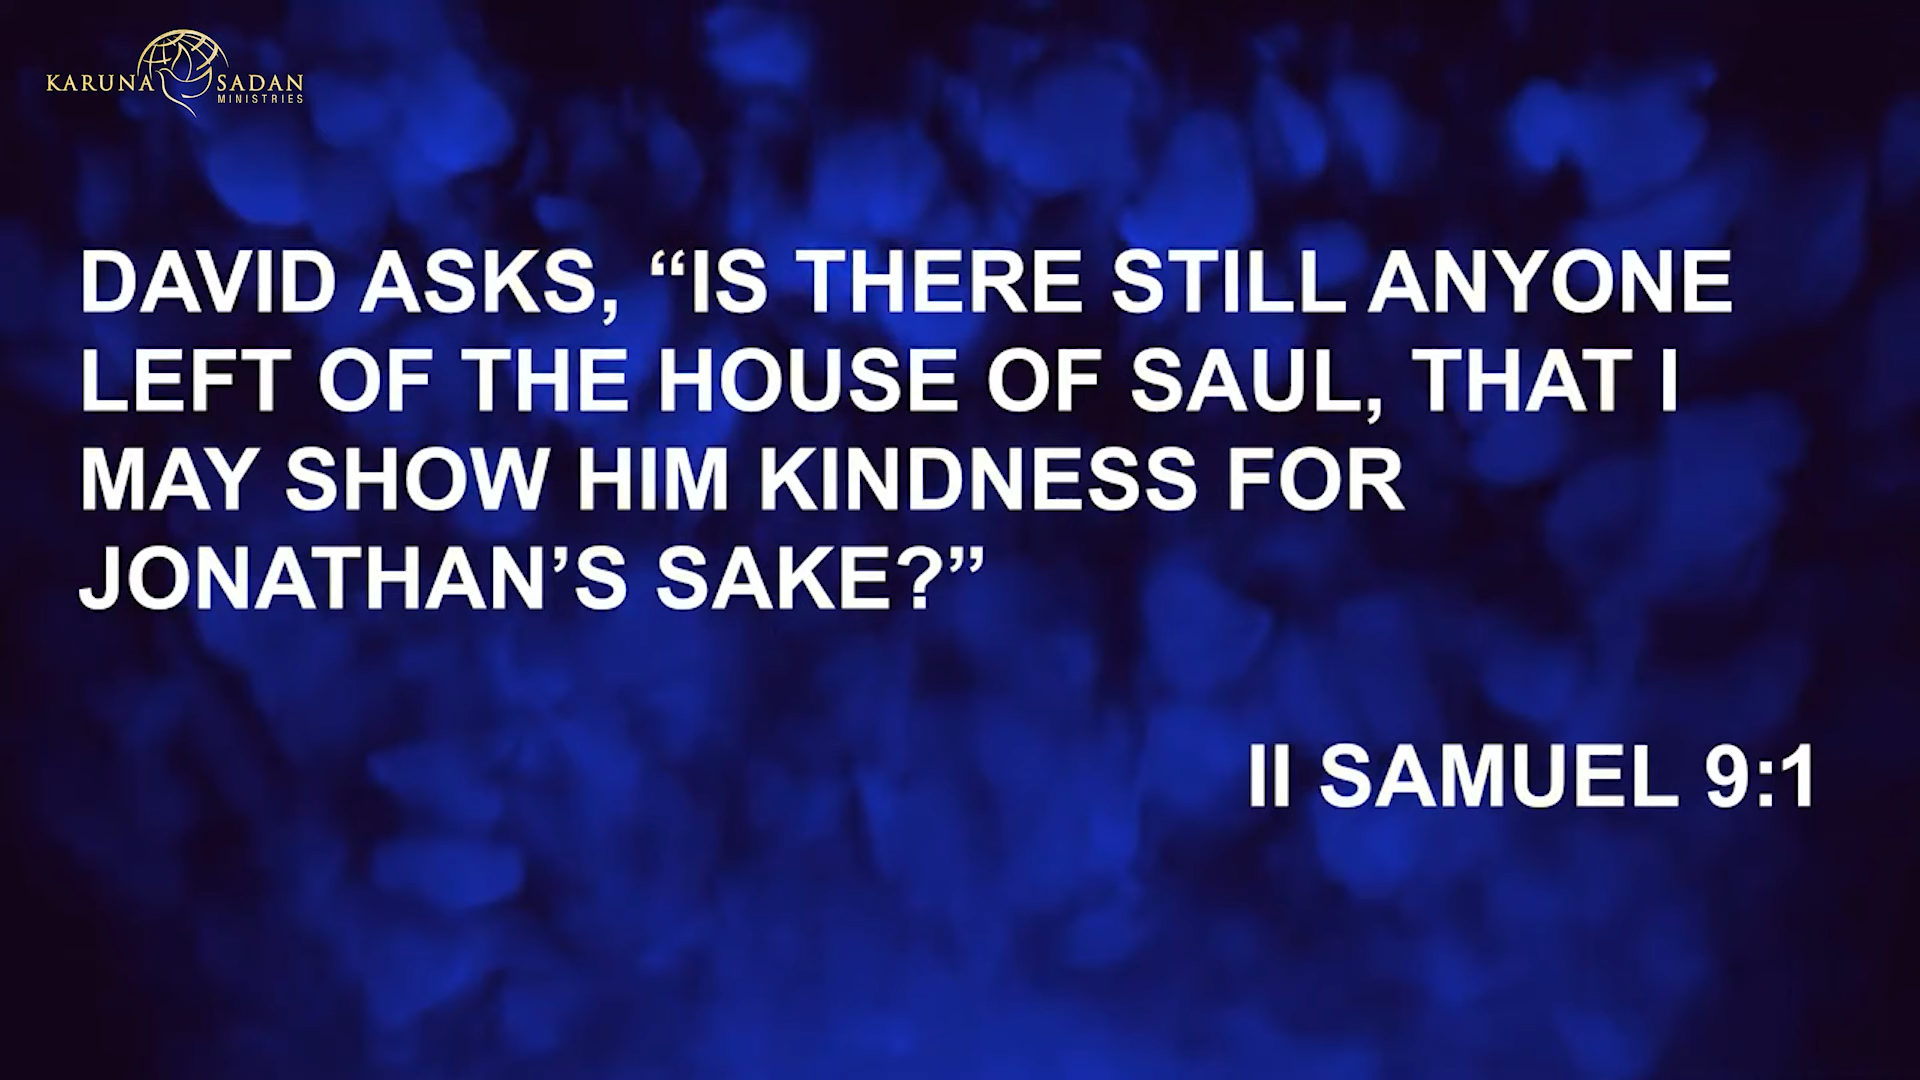 KARUNA SADAN
MINISTRIES
DAVID ASKS, “IS THERE STILL ANYONE
LEFT OF THE HOUSE OF SAUL, THAT I
MAY SHOW HIM KINDNESS FOR
JONATHAN’S SAKE?”
II SAMUEL 9:1